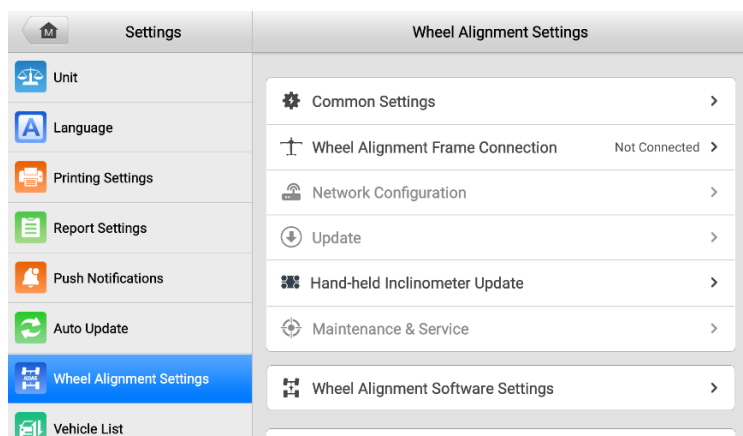 M
Settings
Wheel Alignment Settings
Unit
A
Language
Printing Settings
Report Settings
Push Notifications
Auto Update
ADAS
Wheel Alignment Settings
Vehicle List
Common Settings
Wheel Alignment Frame Connection Not Connected
Network Configuration
Update
Hand-held Inclinometer Update
Maintenance & Service
Wheel Alignment Software Settings